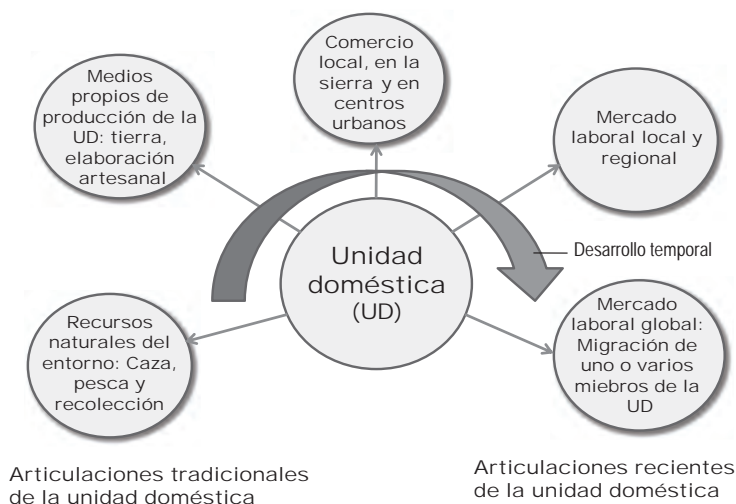 Comercio
local, en la
sierra y en
centros
urbanos
Medios
propios de
producción de la
UD: tierra,
elaboración
artesanal
Mercado
laboral local y
regional
Desarrollo temporal
Unidad
doméstica
(UD)
Recursos
naturales del
entorno: Caza,
pesca y
recolección
Mercado
laboral global:
Migración de
uno o varios
miebros de la
UD
Articulaciones tradicionales
de la unidad doméstica
Articulaciones recientes
de la unidad doméstica